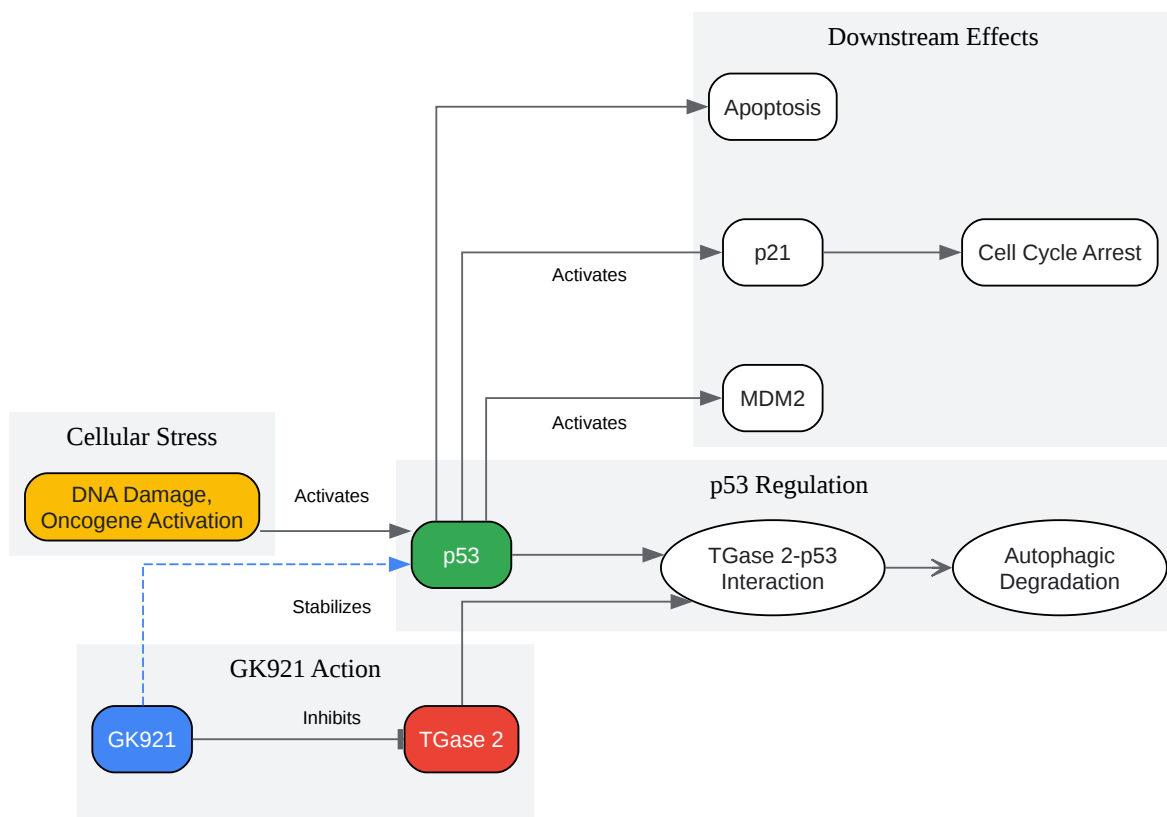 Downstream Effects
Apoptosis
p21
Cell Cycle Arrest
Activates
MDM2
Activates
Cellular Stress
DNA Damage,
Oncogene Activation
Activates
p53 Regulation
p53
TGase 2-p53
Interaction
Autophagic
Degradation
Stabilizes
GK921 Action
GK921
Inhibits
TGase 2